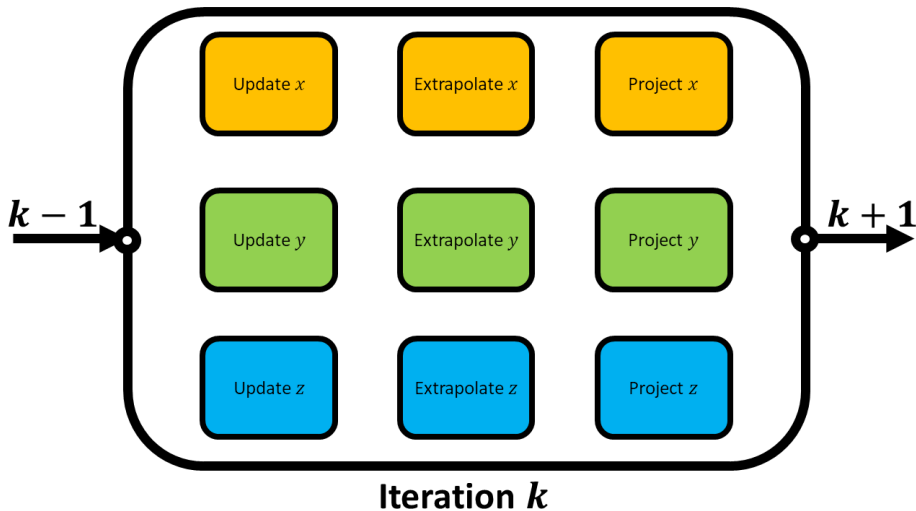 Update x
Extrapolate x
Project x
k − 1
k + 1
Update y
Extrapolate y
Project y
Update z
Extrapolate z
Project z
Iteration k